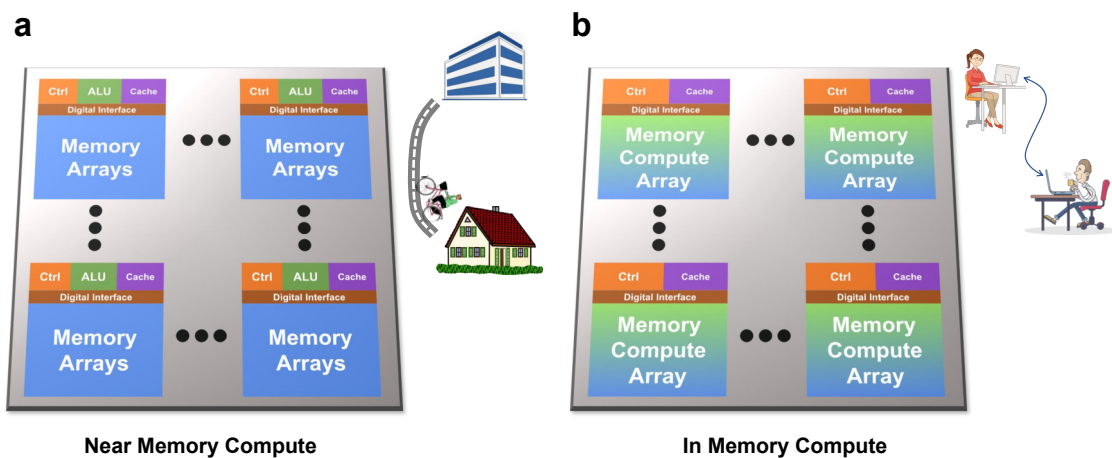 a
Ctrl ALU Cache
Digital Interface
Memory
Arrays
Ctrl ALU Cache
Digital Interface
Memory
Arrays
Ctrl ALU Cache
Digital Interface
Memory
Arrays
Ctrl ALU Cache
Digital Interface
Memory
Arrays
Near Memory Compute
b
Ctrl Cache
Digital Interface
Memory
Compute
Array
Ctrl Cache
Digital Interface
Memory
Compute
Array
Ctrl Cache
Digital Interface
Memory
Compute
Array
Ctrl Cache
Digital Interface
Memory
Compute
Array
In Memory Compute